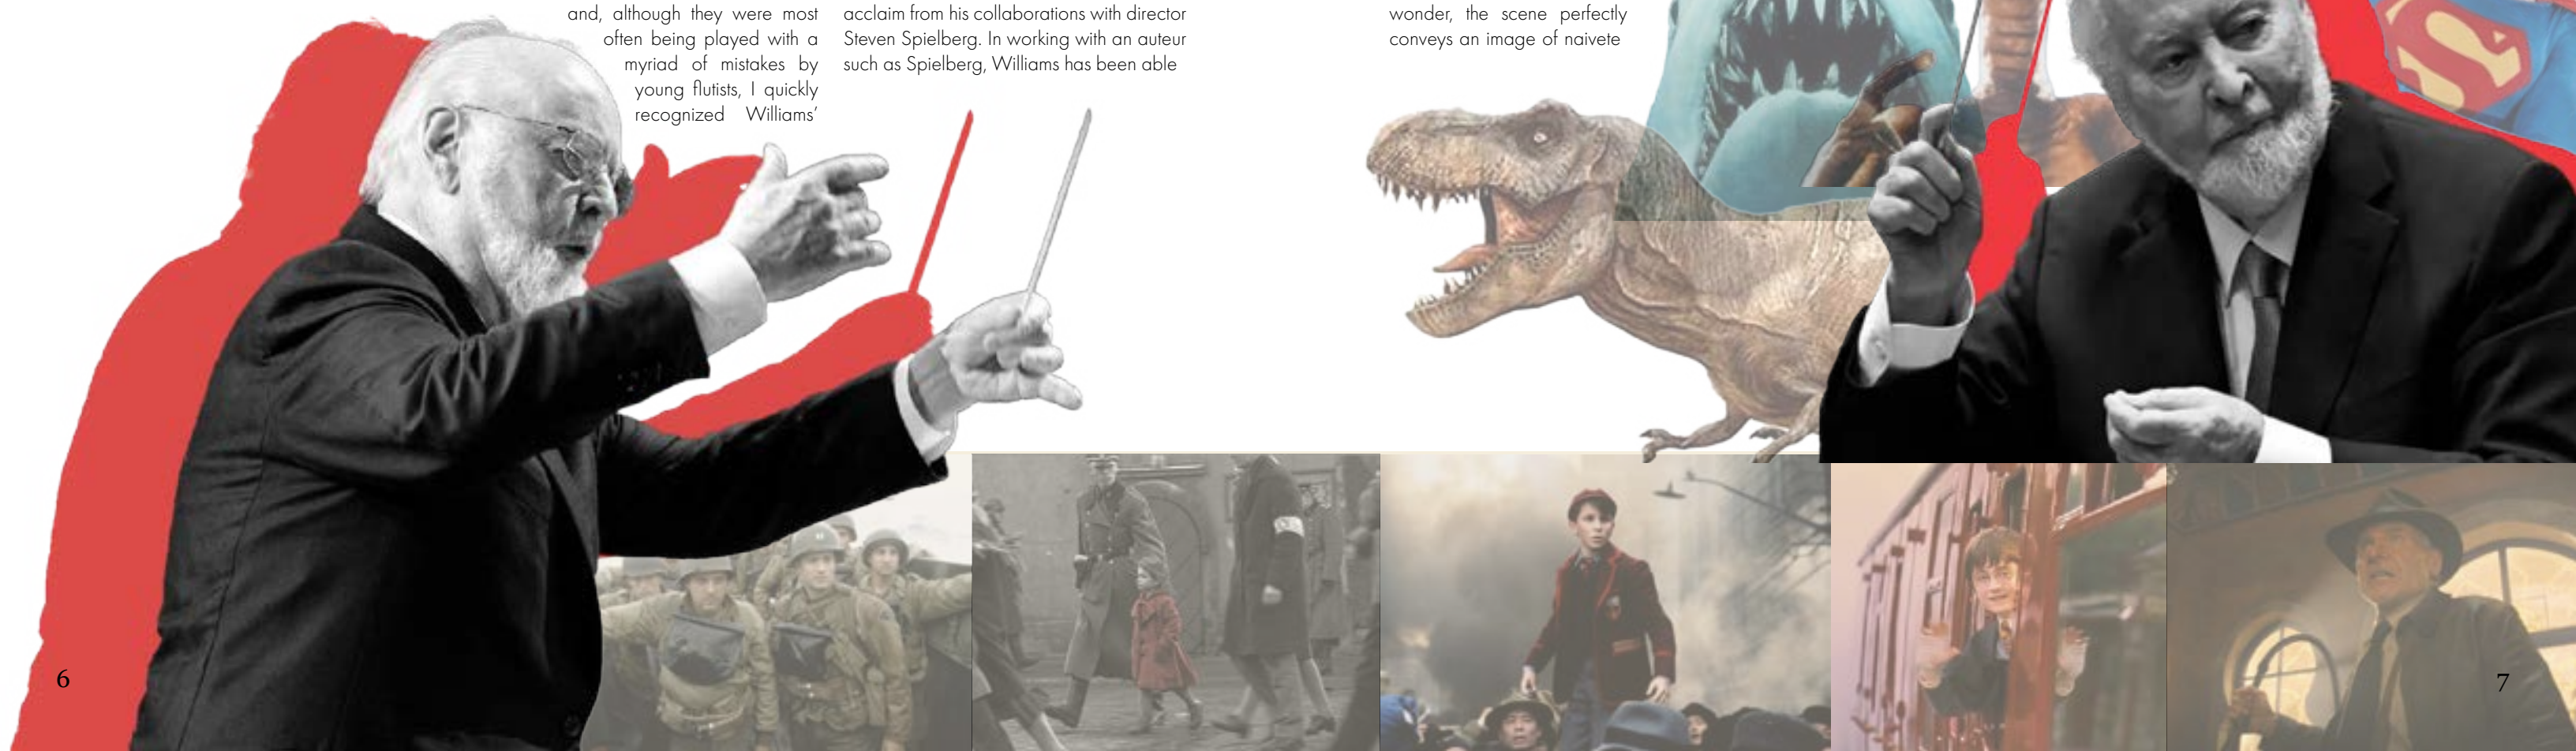 and, although they were most
often being played with a
myriad of mistakes by
young flutists, I quickly
recognized Williams’
acclaim from his collaborations with director
Steven Spielberg. In working with an auteur
such as Spielberg, Williams has been able
wonder, the scene perfectly
conveys an image of naivete
6
7